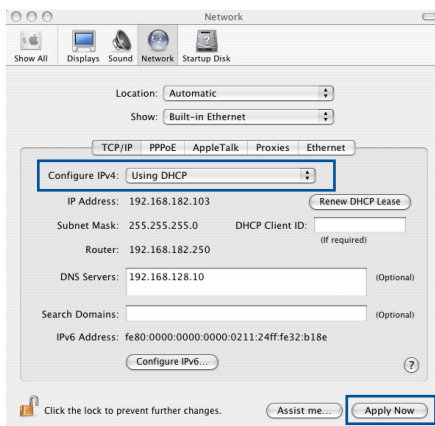 Network
Show All Displays Sound Network Startup Disk
Location: Automatic
Show: Built-in Ethernet
TCP/IP PPPoE AppleTalk Proxies Ethernet
Configure IPv4: Using DHCP
IP Address: 192.168.182.103 Renew DHCP Lease
Subnet Mask: 255.255.255.0 DHCP Client ID:
(If required)
Router: 192.168.182.250
DNS Servers: 192.168.128.10 (Optional)
Search Domains: (Optional)
IPv6 Address: fe80:0000:0000:0000:0211:24ff:fe32:b18e
Configure IPv6... ?
Click the lock to prevent further changes. Assist me... Apply Now